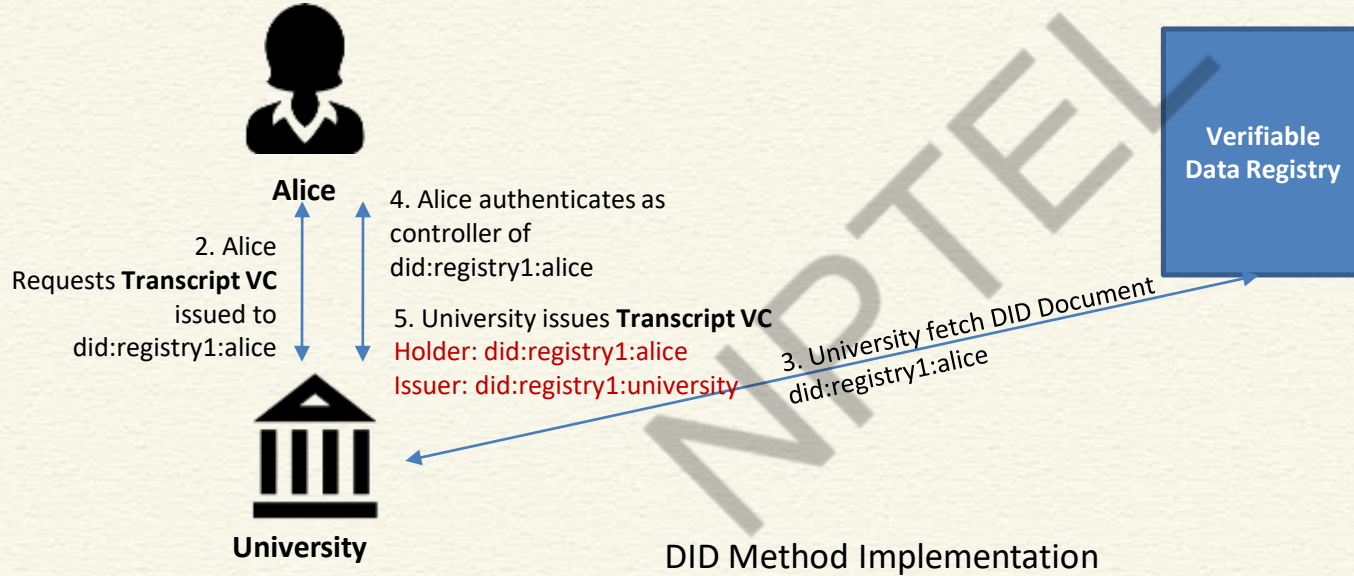 Alice
2. Alice
Requests Transcript VC
issued to
did:registry1:alice
4. Alice authenticates as
controller of
did:registry1:alice
5. University issues Transcript VC
Holder: did:registry1:alice
Issuer: did:registry1:university
3. University fetch DID Document
did:registry1:alice
Verifiable
Data Registry
University
DID Method Implementation
NPTEL